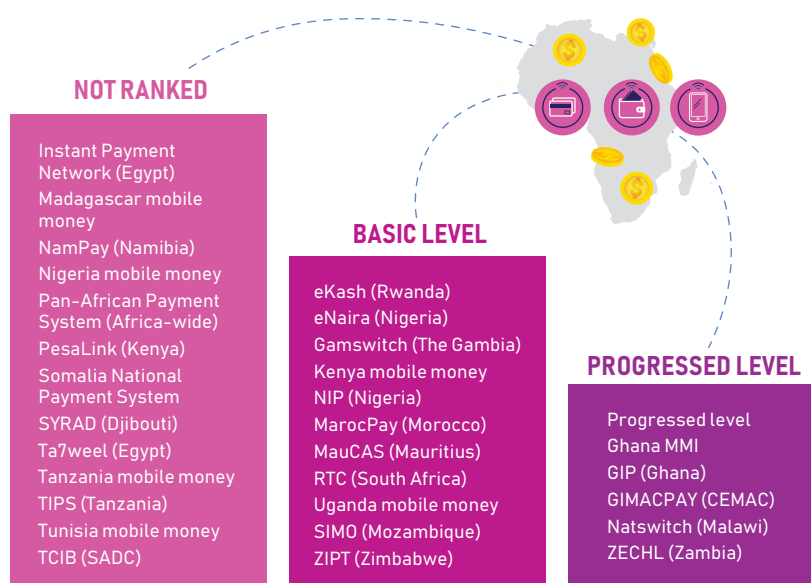 NOT RANKED
Instant Payment
Network (Egypt)
Madagascar mobile
money
NamPay (Namibia)
Nigeria mobile money
Pan-African Payment
System (Africa-wide)
PesaLink (Kenya)
Somalia National
Payment System
SYRAD (Djibouti)
Ta7weel (Egypt)
Tanzania mobile money
TIPS (Tanzania)
Tunisia mobile money
TCIB (SADC)
BASIC LEVEL
eKash (Rwanda)
eNaira (Nigeria)
Gamswitch (The Gambia)
Kenya mobile money
NIP (Nigeria)
MarocPay (Morocco)
MauCAS (Mauritius)
RTC (South Africa)
Uganda mobile money
SIMO (Mozambique)
ZIPT (Zimbabwe)
PROGRESSED LEVEL
Progressed level
Ghana MMI
GIP (Ghana)
GIMACPAY (CEMAC)
Natswitch (Malawi)
ZECHL (Zambia)